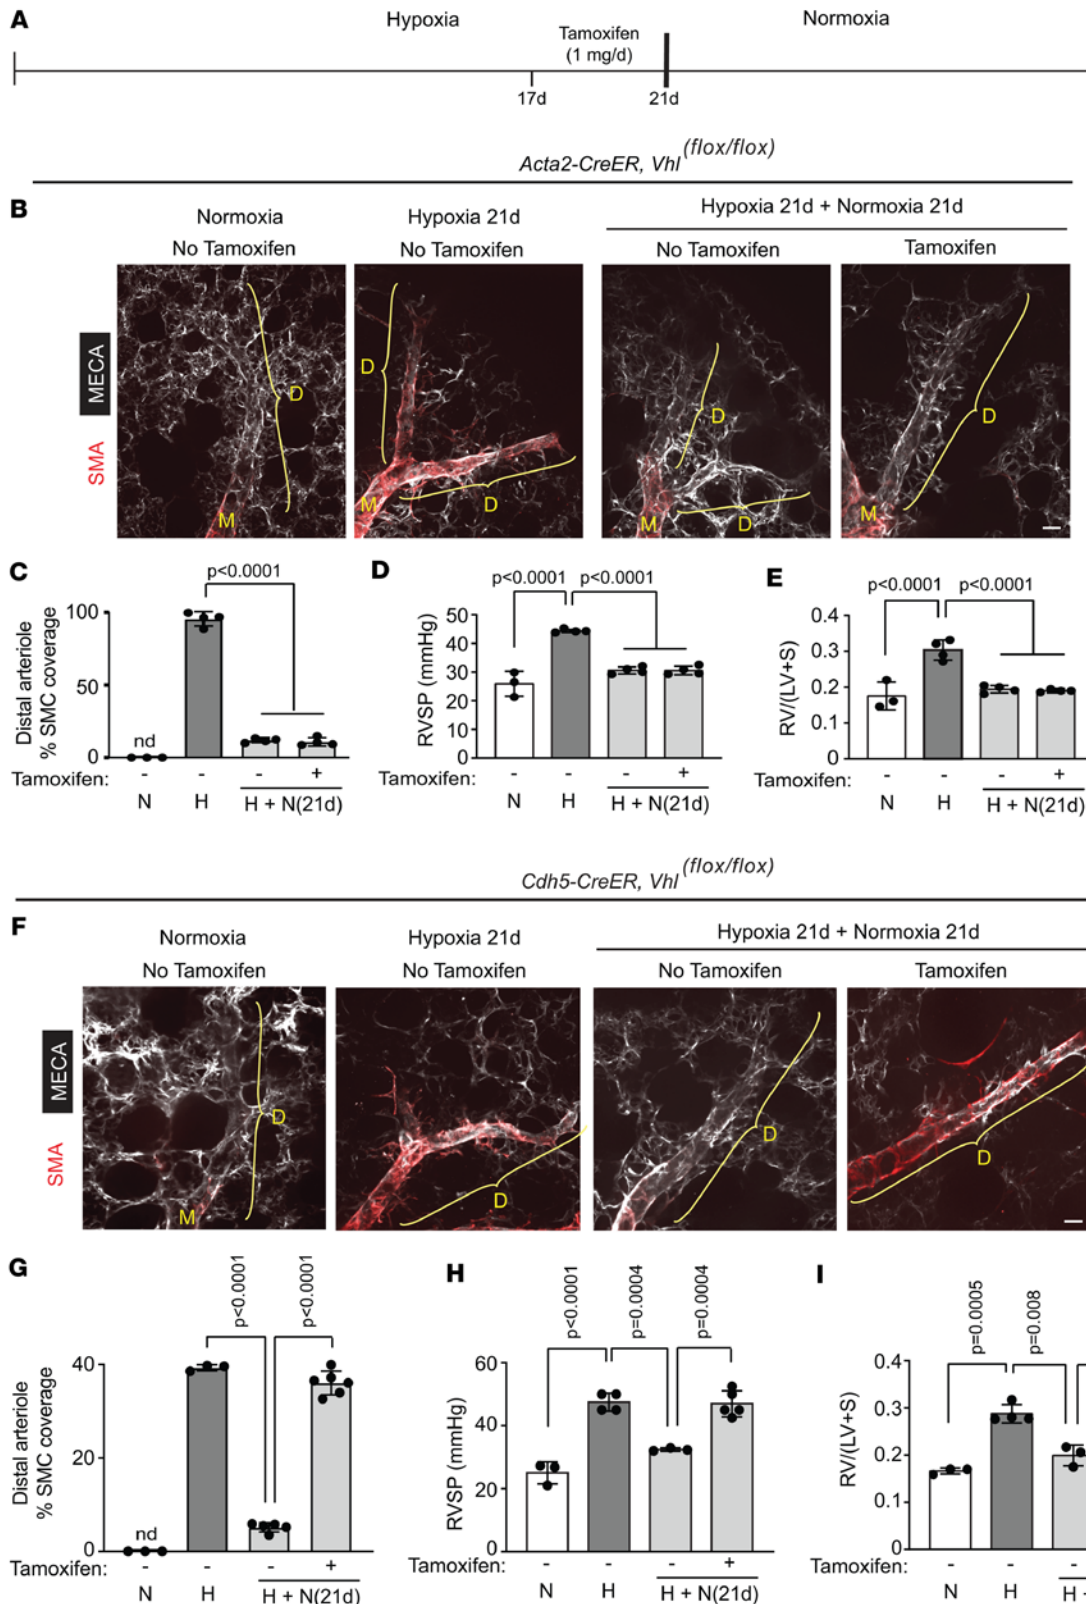 A
Hypoxia
Tamoxifen
(1 mg/d)
Normoxia
17d
21d
Acta2-CreER, Vhl(flox/flox)
B
Normoxia
No Tamoxifen
Hypoxia 21d
No Tamoxifen
Hypoxia 21d + Normoxia 21d
No Tamoxifen
Tamoxifen
SMA MECA
D
M
D
M
D
D
M
D
D
M
C
Distal arteriole
% SMC coverage
p<0.0001
100
50
0
nd
Tamoxifen: - - - +
N H H + N(21d)
D
RVSP (mmHg)
p<0.0001 p<0.0001
50
40
30
20
10
0
Tamoxifen: - - - +
N H H + N(21d)
E
RV/(LV+S)
p<0.0001 p<0.0001
0.4
0.3
0.2
0.1
0
Tamoxifen: - - - +
N H H + N(21d)
Cdh5-CreER, Vhl(flox/flox)
F
Normoxia
No Tamoxifen
Hypoxia 21d
No Tamoxifen
Hypoxia 21d + Normoxia 21d
No Tamoxifen
Tamoxifen
SMA MECA
D
M
D
D
D
G
Distal arteriole
% SMC coverage
p<0.0001
p<0.0001
40
20
0
nd
Tamoxifen: - - - +
N H H + N(21d)
H
RVSP (mmHg)
p<0.0001
p=0.0004
p=0.0004
60
40
20
0
Tamoxifen: - - - +
N H H + N(21d)
I
RV/(LV+S)
p=0.0005
p=0.008
0.4
0.3
0.2
0.1
0
Tamoxifen: - - -
N H H +